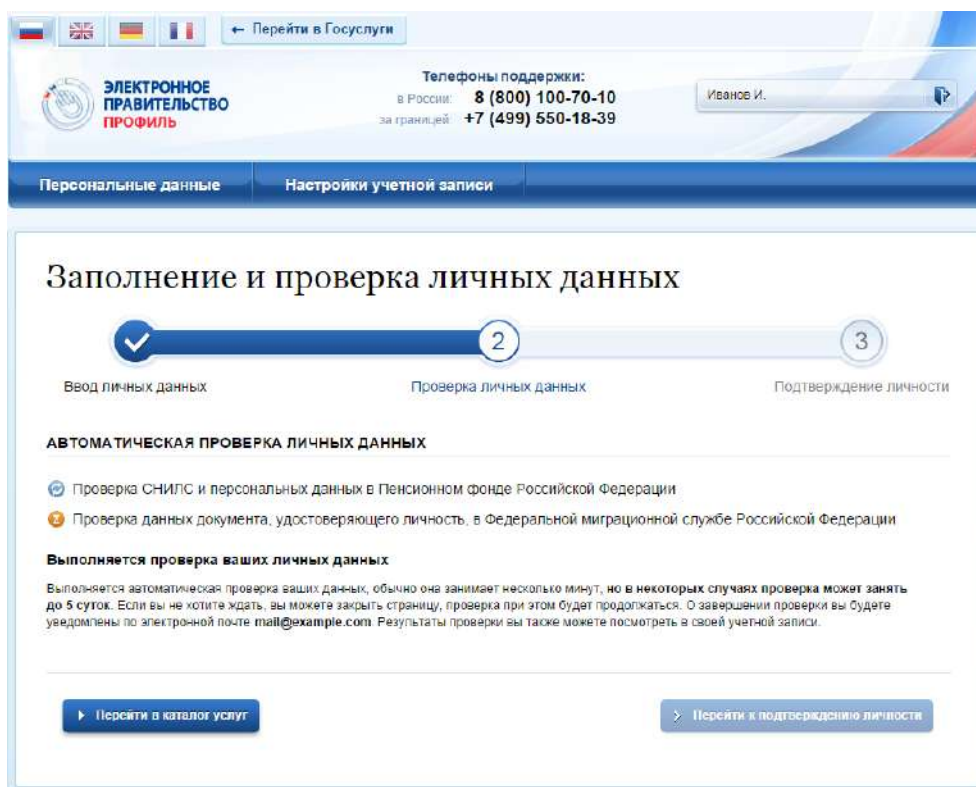 ← Перейти в Госуслуги
ЭЛЕКТРОННОЕ
ПРАВИТЕЛЬСТВО
ПРОФИЛЬ
Телефоны поддержки:
в России: 8 (800) 100-70-10
за границей: +7 (499) 550-18-39
Иванов И.
Персональные данные Настройки учетной записи
Заполнение и проверка личных данных
2 3
Ввод личных данных Проверка личных данных Подтверждение личности
АВТОМАТИЧЕСКАЯ ПРОВЕРКА ЛИЧНЫХ ДАННЫХ
Проверка СНИЛС и персональных данных в Пенсионном фонде Российской Федерации
Проверка данных документа, удостоверяющего личность, в Федеральной миграционной службе Российской Федерации
Выполняется проверка ваших личных данных
Выполняется автоматическая проверка ваших данных, обычно она занимает несколько минут, но в некоторых случаях проверка может занять
до 5 суток. Если вы не хотите ждать, вы можете закрыть страницу, проверка при этом будет продолжаться. О завершении проверки вы будете
уведомлены по электронной почте mail@example.com. Результаты проверки вы также можете посмотреть в своей учетной записи.
Перейти в каталог услуг Перейти к подтверждению личности